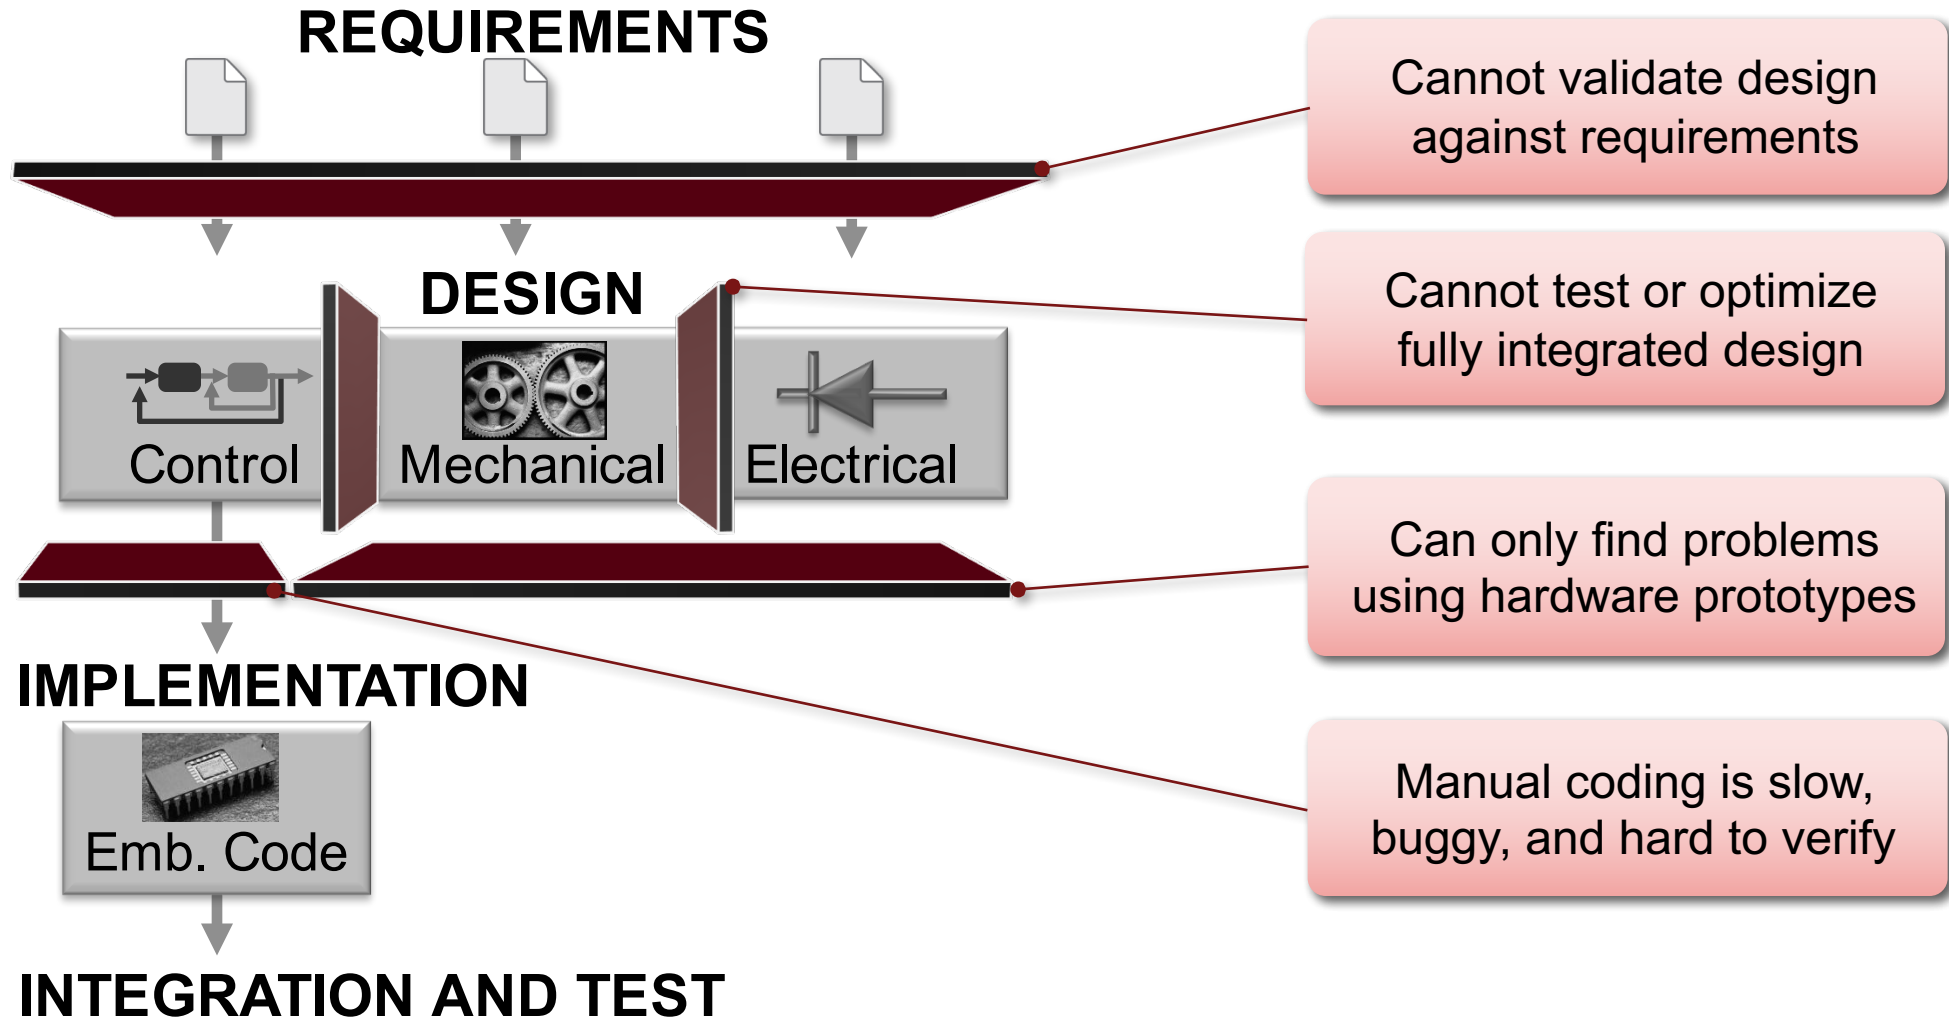 REQUIREMENTS
Cannot validate design
against requirements
DESIGN
Cannot test or optimize
fully integrated design
Control
Mechanical
Electrical
Can only find problems
using hardware prototypes
IMPLEMENTATION
Emb. Code
Manual coding is slow,
buggy, and hard to verify
INTEGRATION AND TEST